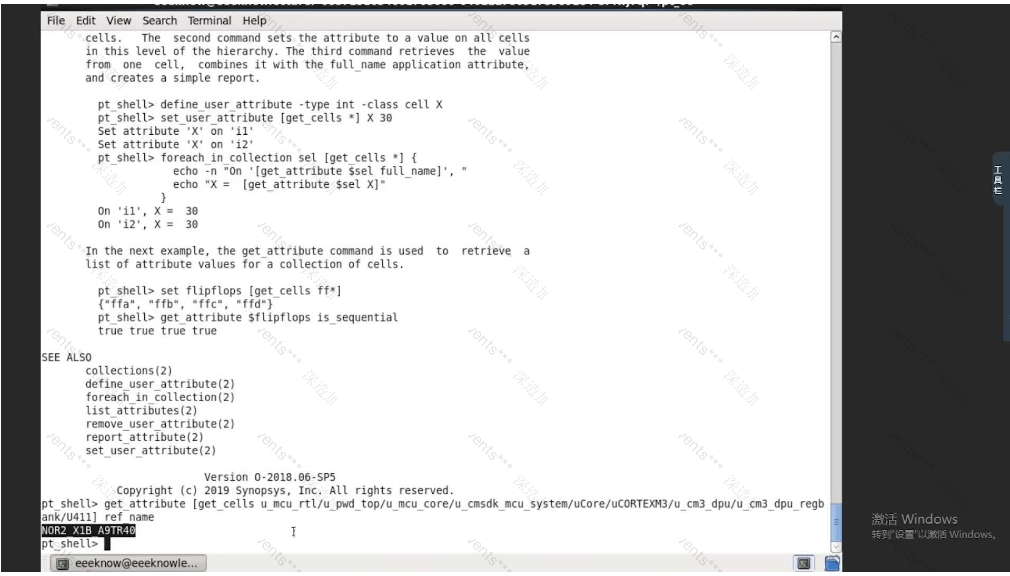 File Edit View Search Terminal Help
cells. The second command sets the attribute to a value on all cells
in this level of the hierarchy. The third command retrieves the value
from one cell, combines it with the full_name application attribute,
and creates a simple report.
pt_shell> define_user_attribute -type int -class cell X
pt_shell> set_user_attribute [get_cells *] X 30
Set attribute 'X' on 'i1'
Set attribute 'X' on 'i2'
pt_shell> foreach_in_collection sel [get_cells *] {
echo -n "On '[get_attribute $sel full_name]', "
echo "X = [get_attribute $sel X]"
}
On 'i1', X = 30
On 'i2', X = 30
In the next example, the get_attribute command is used to retrieve a
list of attribute values for a collection of cells.
pt_shell> set flipflops [get_cells ff*]
{"ffa", "ffb", "ffc", "ffd"}
pt_shell> get_attribute $flipflops is_sequential
true true true true
SEE ALSO
collections(2)
define_user_attribute(2)
foreach_in_collection(2)
list_attributes(2)
remove_user_attribute(2)
report_attribute(2)
set_user_attribute(2)
Version O-2018.06-SP5
Copyright (c) 2019 Synopsys, Inc. All rights reserved.
pt_shell> get_attribute [get_cells u_mcu_rtl/u_pwd_top/u_mcu_core/u_cmsdk_mcu_system/uCore/uCORTEXM3/u_cm3_dpu/u_cm3_dpu_regb
ank/U411] ref_name
NOR2_X1B_A9TR40
pt_shell>
eeeknow@eeeknowle...
工具栏
激活 Windows
转到"设置"以激活 Windows。